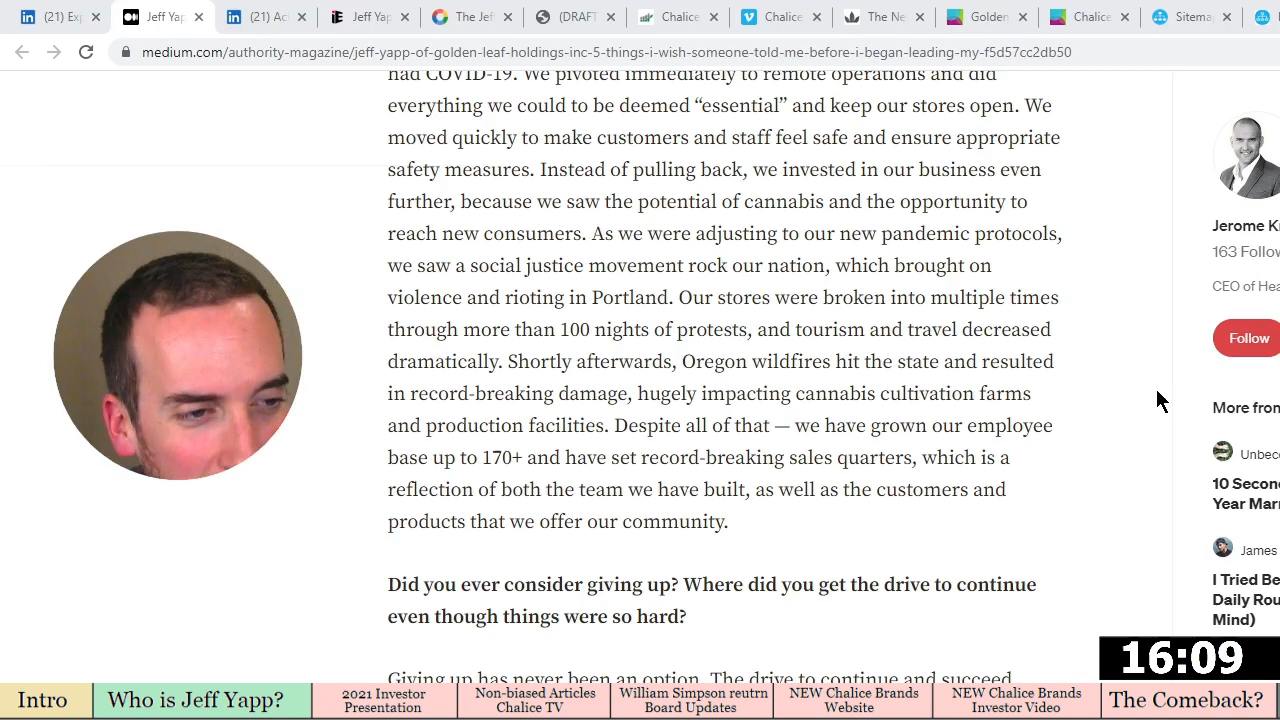 (21) Exp
Jeff Yap
(21) Ac
Jeff Yap
The Jef
(DRAFT
Chalice
Chalice
The Ne
Golden
Chalice
Sitema
medium.com/authority-magazine/jeff-yapp-of-golden-leaf-holdings-inc-5-things-i-wish-someone-told-me-before-i-began-leading-my-f5d57cc2db50
had COVID-19. We pivoted immediately to remote operations and did
everything we could to be deemed “essential” and keep our stores open. We
moved quickly to make customers and staff feel safe and ensure appropriate
safety measures. Instead of pulling back, we invested in our business even
further, because we saw the potential of cannabis and the opportunity to
reach new consumers. As we were adjusting to our new pandemic protocols,
we saw a social justice movement rock our nation, which brought on
violence and rioting in Portland. Our stores were broken into multiple times
through more than 100 nights of protests, and tourism and travel decreased
dramatically. Shortly afterwards, Oregon wildfires hit the state and resulted
in record-breaking damage, hugely impacting cannabis cultivation farms
and production facilities. Despite all of that — we have grown our employee
base up to 170+ and have set record-breaking sales quarters, which is a
reflection of both the team we have built, as well as the customers and
products that we offer our community.
Did you ever consider giving up? Where did you get the drive to continue
even though things were so hard?
Giving up has never been an option. The drive to continue and succeed
Jerome K
163 Follow
CEO of Hea
Follow
More from
Unbec
10 Secon
Year Marr
James
I Tried Be
Daily Rou
Mind)
16:09
Intro
Who is Jeff Yapp?
2021 Investor
Presentation
Non-biased Articles
Chalice TV
William Simpson reutrn
Board Updates
NEW Chalice Brands
Website
NEW Chalice Brands
Investor Video
The Comeback?